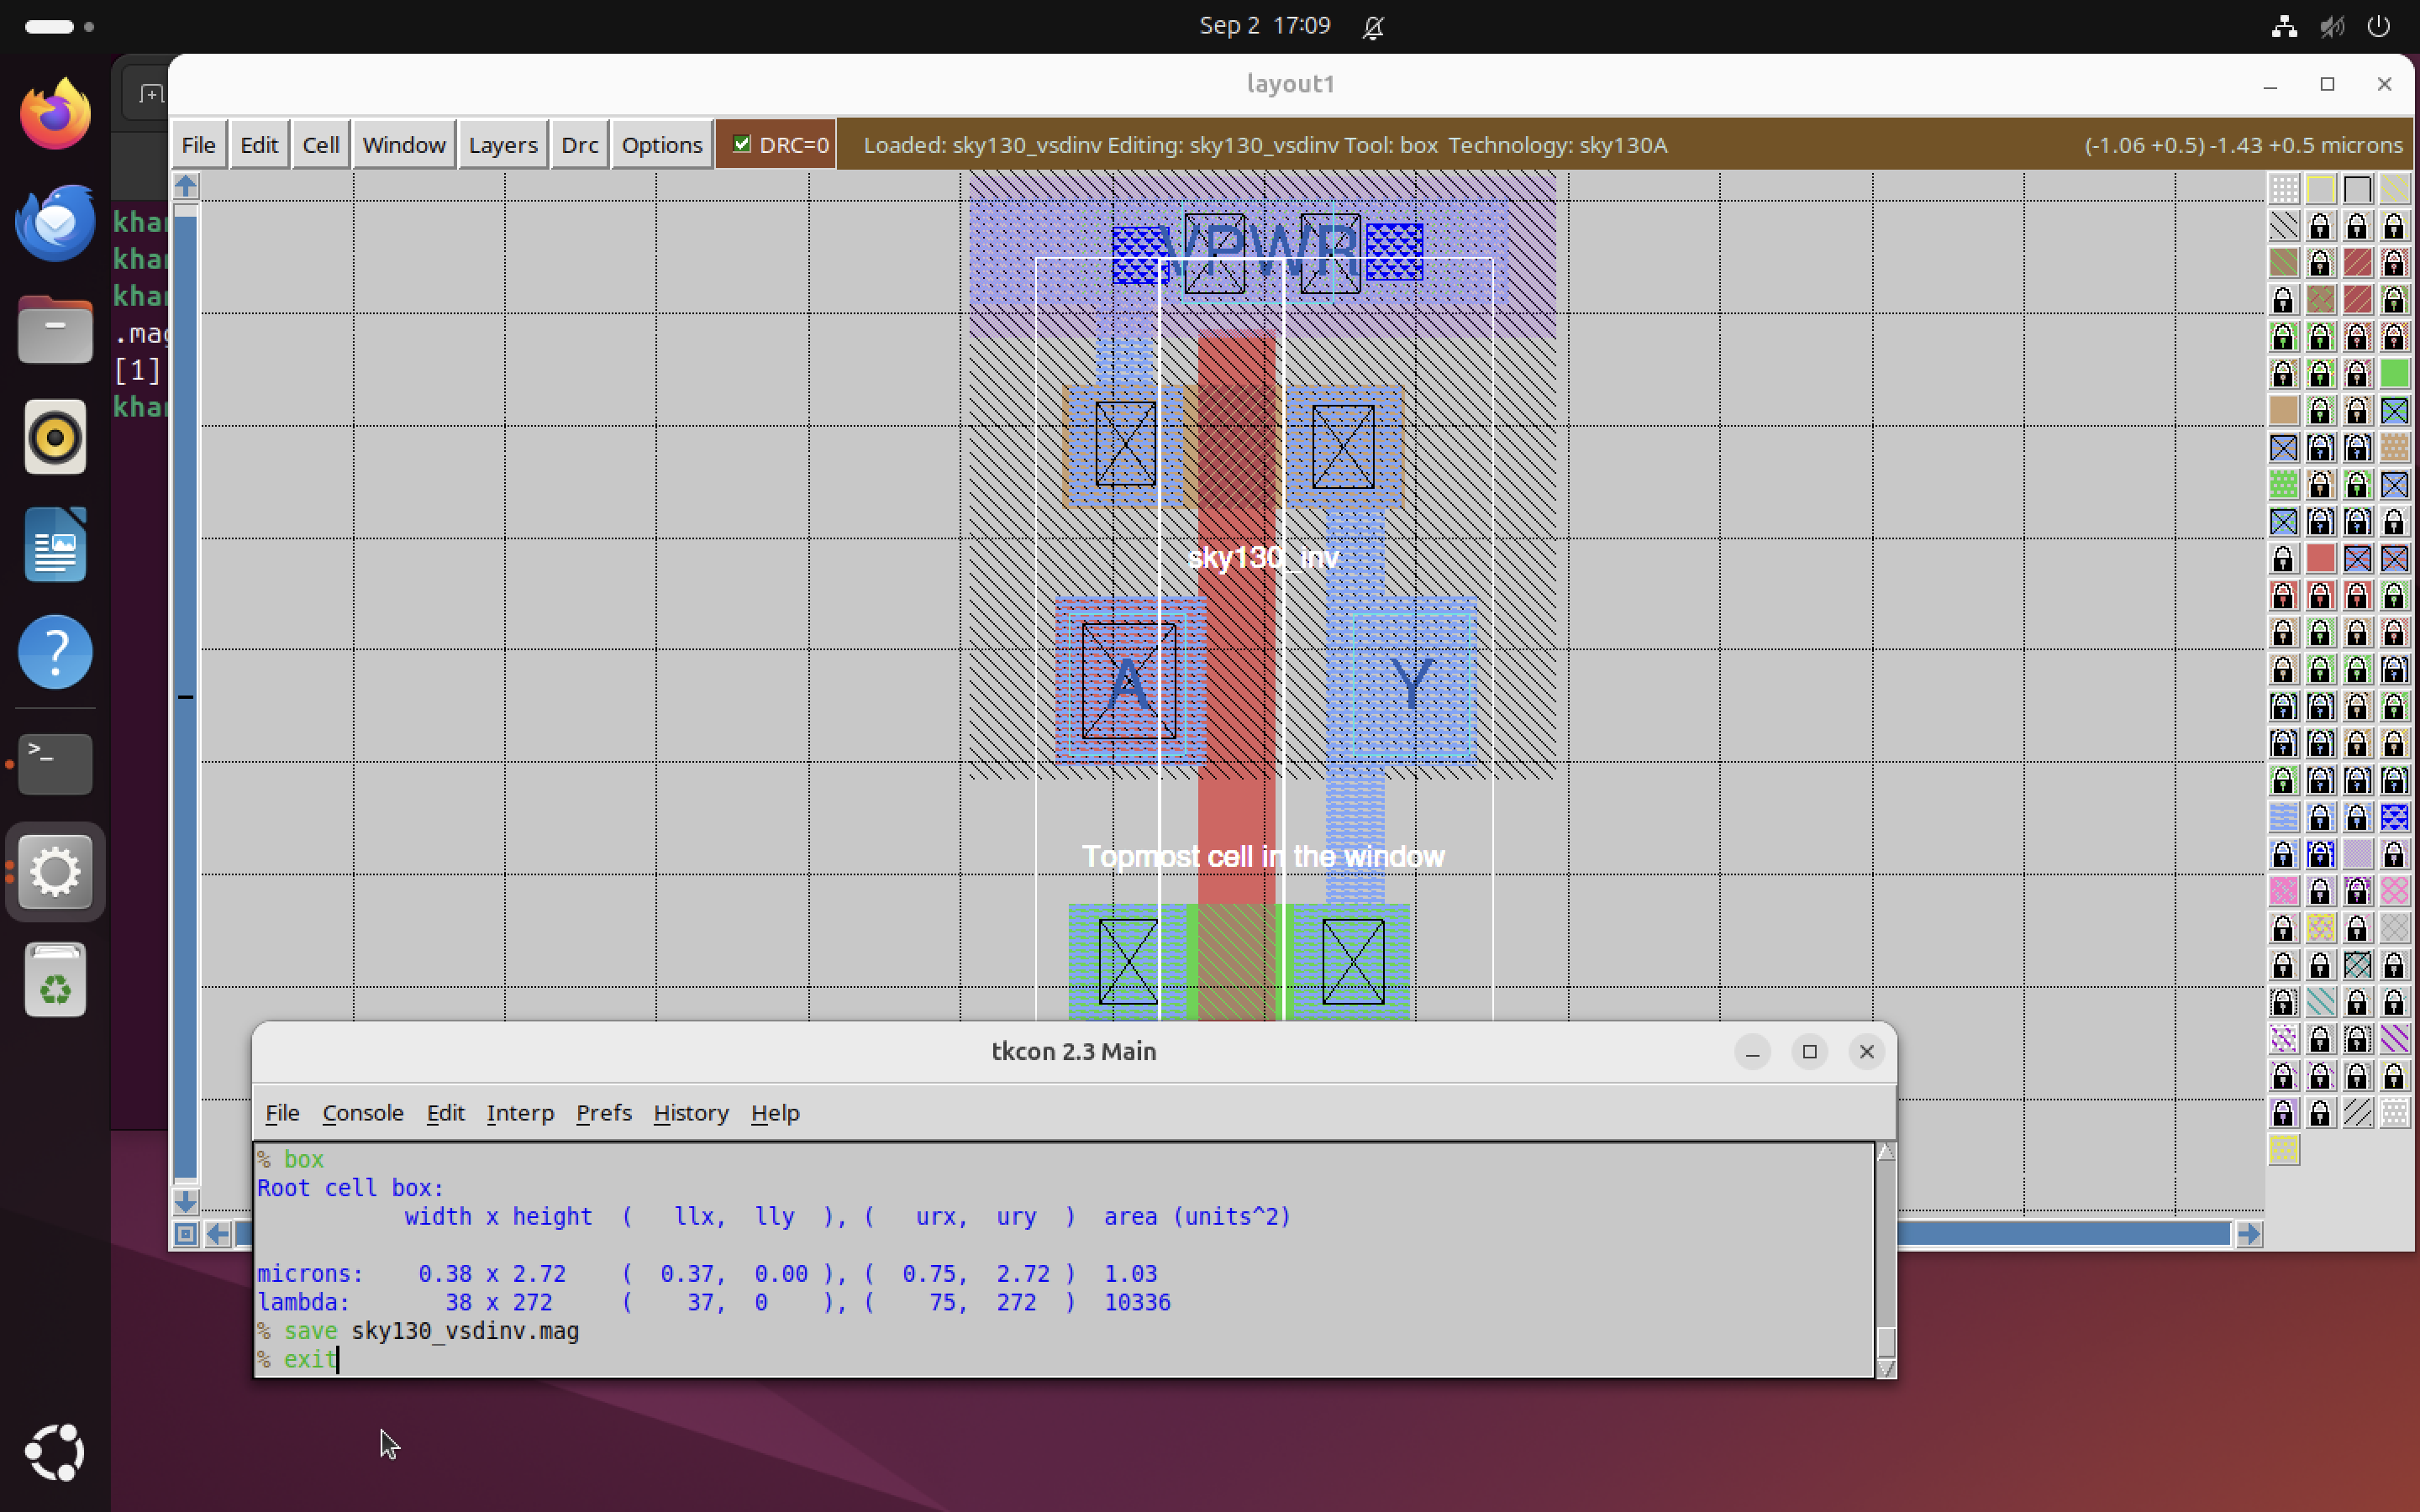 Sep 2 17:09
layout1
File Edit Cell Window Layers Drc Options DRC=0 Loaded: sky130_vsdinv Editing: sky130_vsdinv Tool: box Technology: sky130A (-1.06 +0.5) -1.43 +0.5 microns
VPWR
sky130_inv
A Y
Topmost cell in the window
.mag
[1]
tkcon 2.3 Main
File Console Edit Interp Prefs History Help
% box
Root cell box:
width x height ( llx, lly ), ( urx, ury ) area (units^2)
microns: 0.38 x 2.72 ( 0.37, 0.00 ), ( 0.75, 2.72 ) 1.03
lambda: 38 x 272 ( 37, 0 ), ( 75, 272 ) 10336
% save sky130_vsdinv.mag
% exit